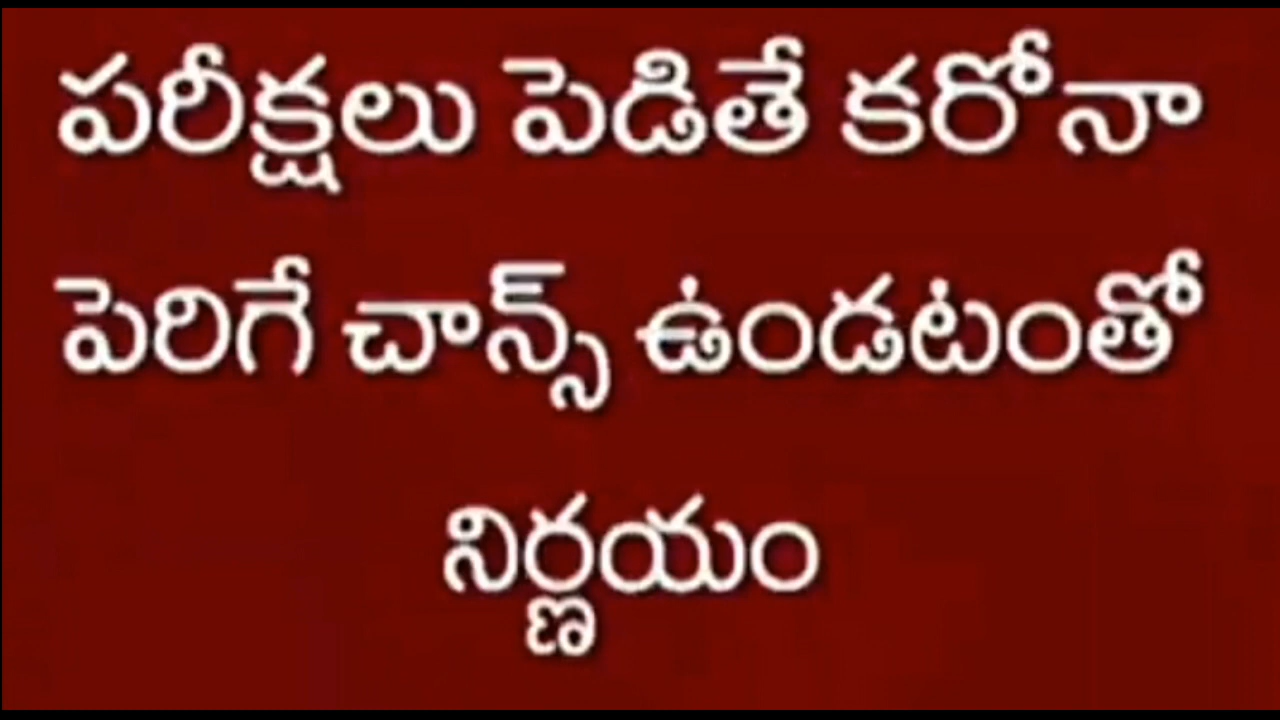 పరీక్షలు పెడితే కరోనా
పెరిగే చాన్స్ ఉండటంతో
నిర్ణయం